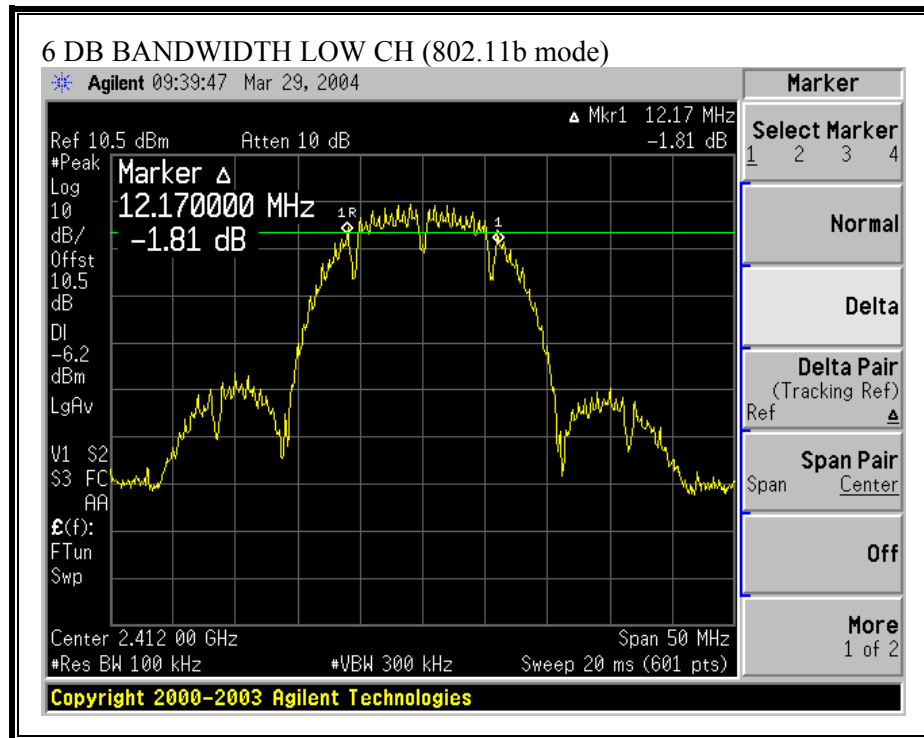 6 DB BANDWIDTH LOW CH (802.11b mode)
Agilent 09:39:47 Mar 29, 2004
Marker
Δ Mkr1 12.17 MHz
Ref 10.5 dBm Atten 10 dB -1.81 dB
#Peak
Log
10
dB/
Offst
10.5
dB
DI
-6.2
dBm
LgAv
V1 S2
S3 FC
AA
£(f):
FTun
Swp
Marker Δ
12.170000 MHz
-1.81 dB
1R
1
Center 2.412 00 GHz Span 50 MHz
#Res BW 100 kHz #VBW 300 kHz Sweep 20 ms (601 pts)
Select Marker
1 2 3 4
Normal
Delta
Delta Pair
(Tracking Ref)
Ref Δ
Span Pair
Span Center
Off
More
1 of 2
Copyright 2000-2003 Agilent Technologies